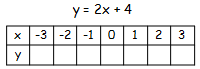 y = 2x + 4
x -3 -2 -1 0 1 2 3
y